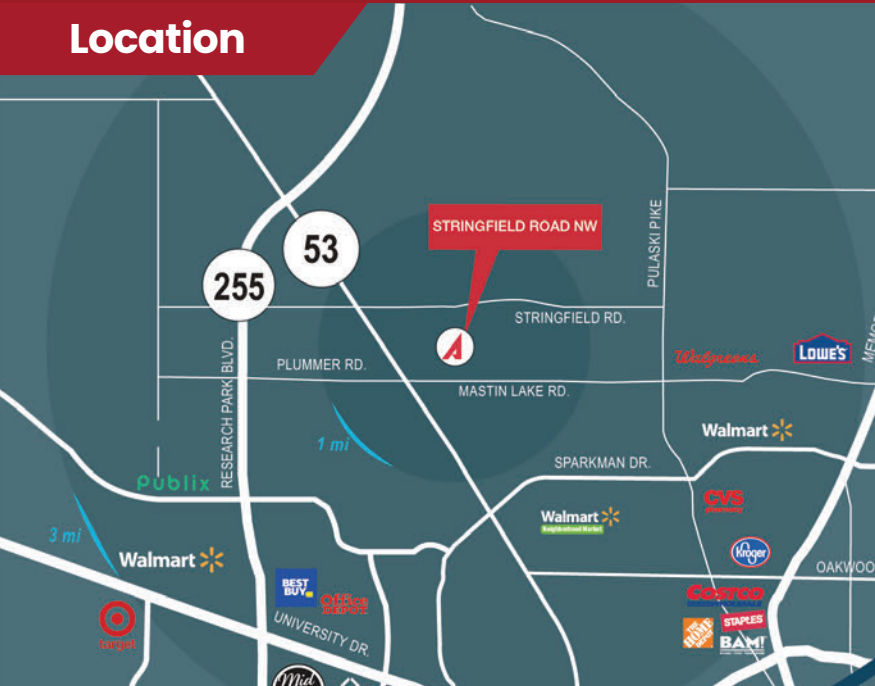 Location
53
255
STRINGFIELD ROAD NW
PULASKI PIKE
STRINGFIELD RD.
RESEARCH PARK BLVD.
PLUMMER RD.
MASTIN LAKE RD.
Walgreens
LOWE'S
1 mi
Walmart
SPARKMAN DR.
Publix
CVS
Walmart
Neighborhood Market
3 mi
Walmart
Kroger
OAKWOO
BEST
BUY
Office
DEPOT
COSTCO
WHOLESALE
THE
HOME
DEPOT
STAPLES
BAM!
target
UNIVERSITY DR.
Mid